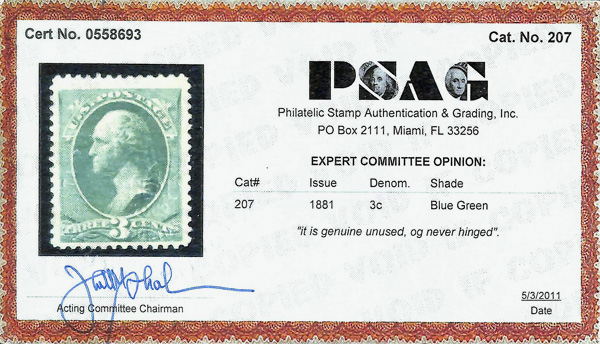 Cert No. 0558693
Cat. No. 207
U.S. POSTAGE
THREE 3 CENTS
PSAG
Philatelic Stamp Authentication & Grading, Inc.
PO Box 2111, Miami, FL 33256
EXPERT COMMITTEE OPINION:
Cat# Issue Denom. Shade
207 1881 3c Blue Green
"it is genuine unused, og never hinged".
Acting Committee Chairman
5/3/2011
Date